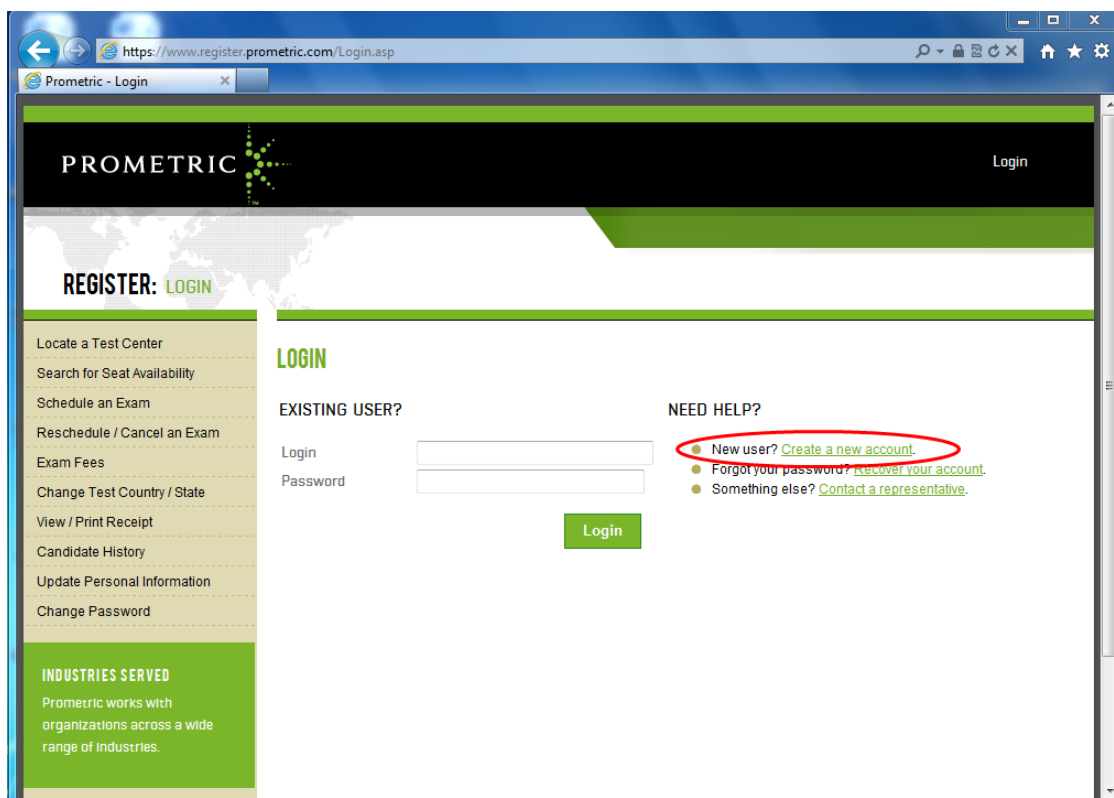 https://www.register.prometric.com/Login.asp
Prometric - Login
PROMETRIC
Login
REGISTER: LOGIN
Locate a Test Center
Search for Seat Availability
Schedule an Exam
Reschedule / Cancel an Exam
Exam Fees
Change Test Country / State
View / Print Receipt
Candidate History
Update Personal Information
Change Password
INDUSTRIES SERVED
Prometric works with
organizations across a wide
range of industries.
LOGIN
EXISTING USER?
Login
Password
Login
NEED HELP?
New user? Create a new account.
Forgot your password? Recover your account.
Something else? Contact a representative.